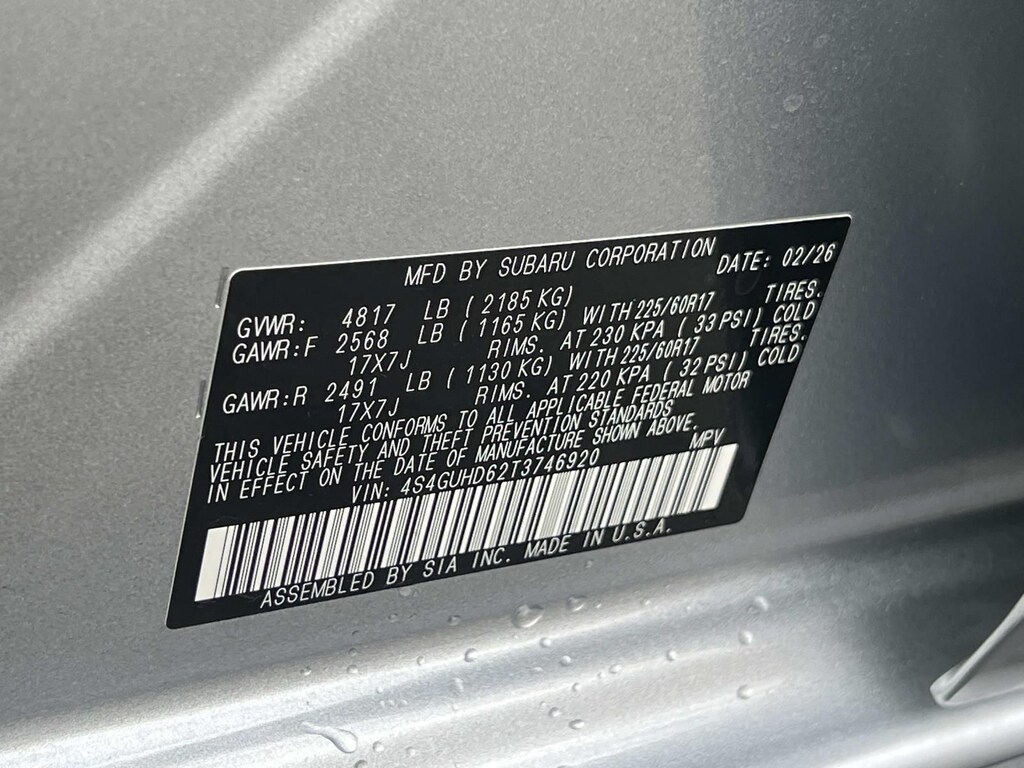 MFD BY SUBARU CORPORATION DATE: 02/26
GVWR: 4817 LB ( 2185 KG)
GAWR:F 2568 LB ( 1165 KG) WITH 225/60R17 TIRES.
17X7J RIMS. AT 230 KPA ( 33 PSI) COLD
GAWR:R 2491 LB ( 1130 KG) WITH 225/60R17 TIRES.
17X7J RIMS. AT 220 KPA ( 32 PSI) COLD
THIS VEHICLE CONFORMS TO ALL APPLICABLE FEDERAL MOTOR
VEHICLE SAFETY AND THEFT PREVENTION STANDARDS
IN EFFECT ON THE DATE OF MANUFACTURE SHOWN ABOVE.
VIN: 4S4GUHD62T3746920 MPV
ASSEMBLED BY SIA INC. MADE IN U.S.A.